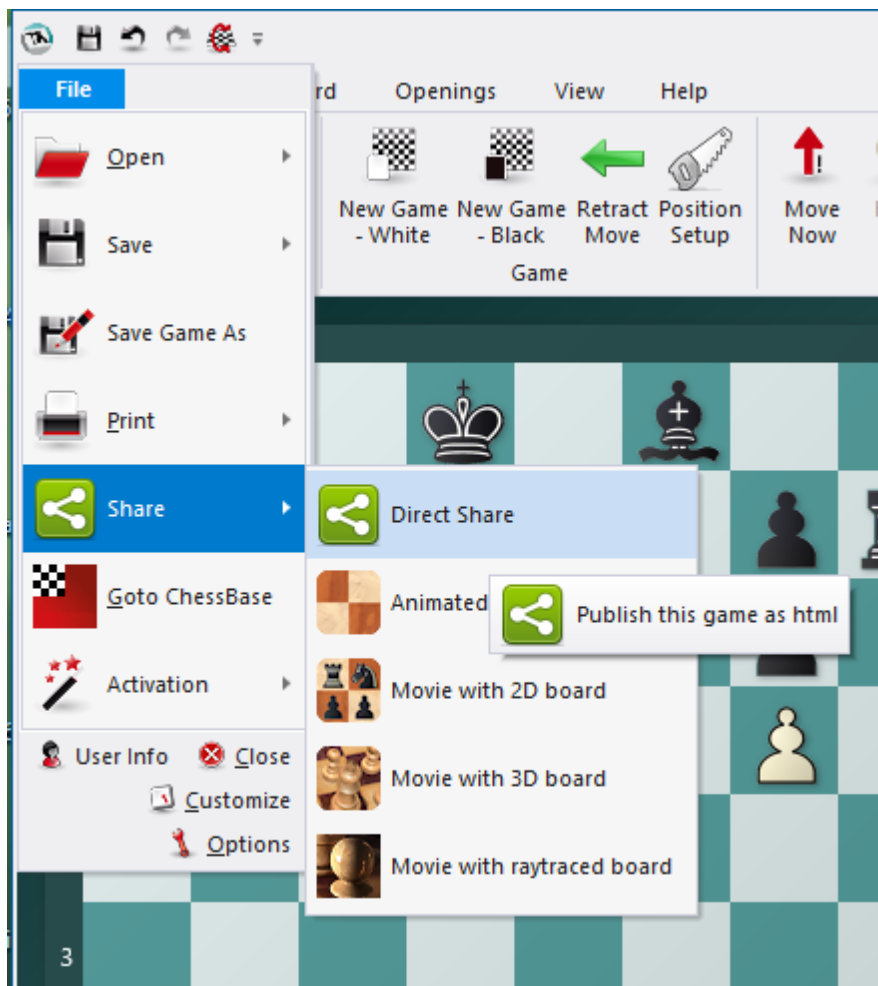 File
rd
Openings
View
Help
Open
Save
Save Game As
Print
Share
Goto ChessBase
Activation
User Info
Close
Customize
Options
New Game
- White
New Game
- Black
Retract
Move
Position
Setup
Move
Now
Game
Direct Share
Animated
Publish this game as html
Movie with 2D board
Movie with 3D board
Movie with raytraced board
3